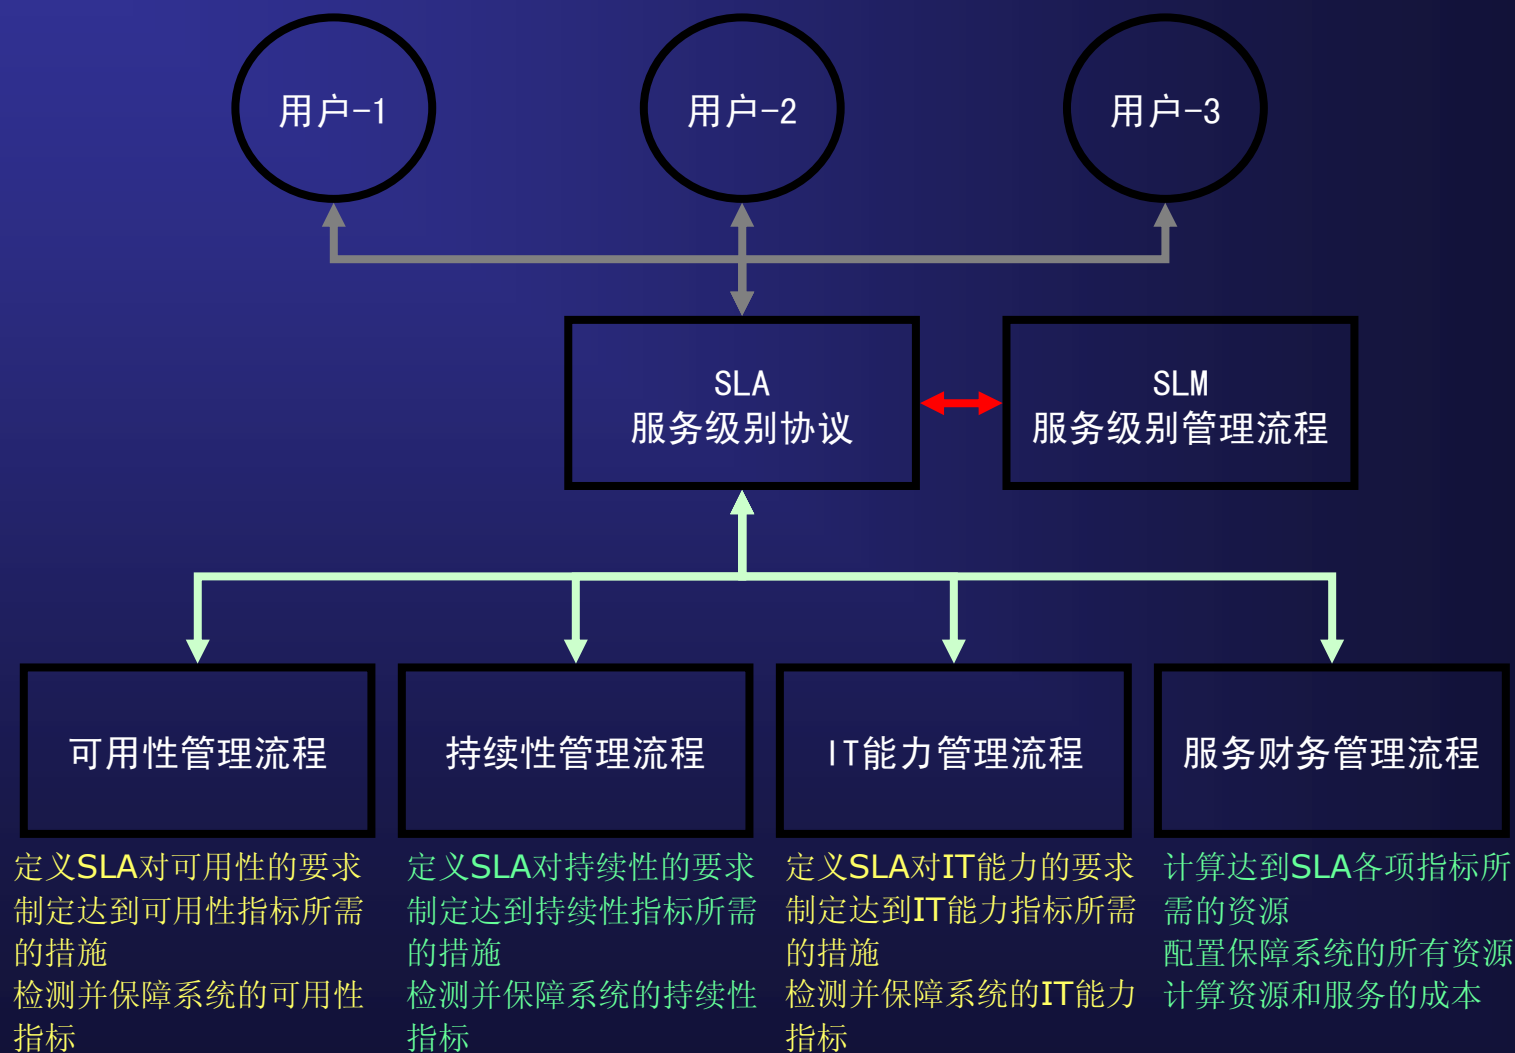 用户-1
用户-2
用户-3
SLA
服务级别协议
SLM
服务级别管理流程
可用性管理流程
持续性管理流程
IT能力管理流程
服务财务管理流程
定义SLA对可用性的要求
制定达到可用性指标所需
的措施
检测并保障系统的可用性
指标
定义SLA对持续性的要求
制定达到持续性指标所需
的措施
检测并保障系统的持续性
指标
定义SLA对IT能力的要求
制定达到IT能力指标所需
的措施
检测并保障系统的IT能力
指标
计算达到SLA各项指标所
需的资源
配置保障系统的所有资源
计算资源和服务的成本